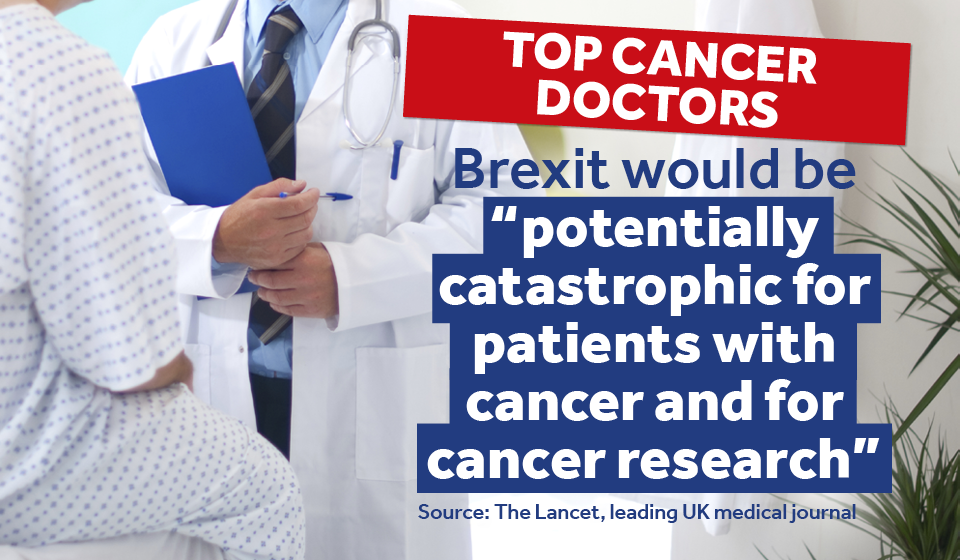 TOP CANCER
DOCTORS
Brexit would be
“potentially
catastrophic for
patients with
cancer and for
cancer research”
Source: The Lancet, leading UK medical journal